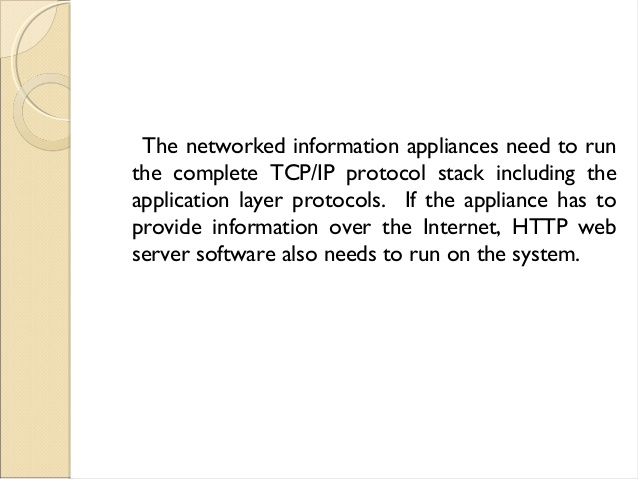 The networked information appliances need to run
the complete TCP/IP protocol stack including the
application layer protocols. If the appliance has to
provide information over the Internet, HTTP web
server software also needs to run on the system.